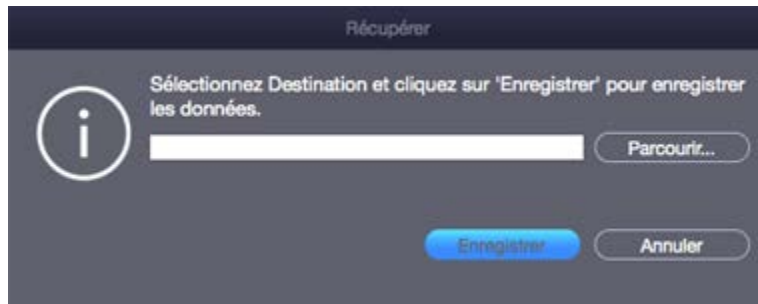 Récupérer
Sélectionnez Destination et cliquez sur 'Enregistrer' pour enregistrer
les données.
Parcourir...
Enregistrer
Annuler